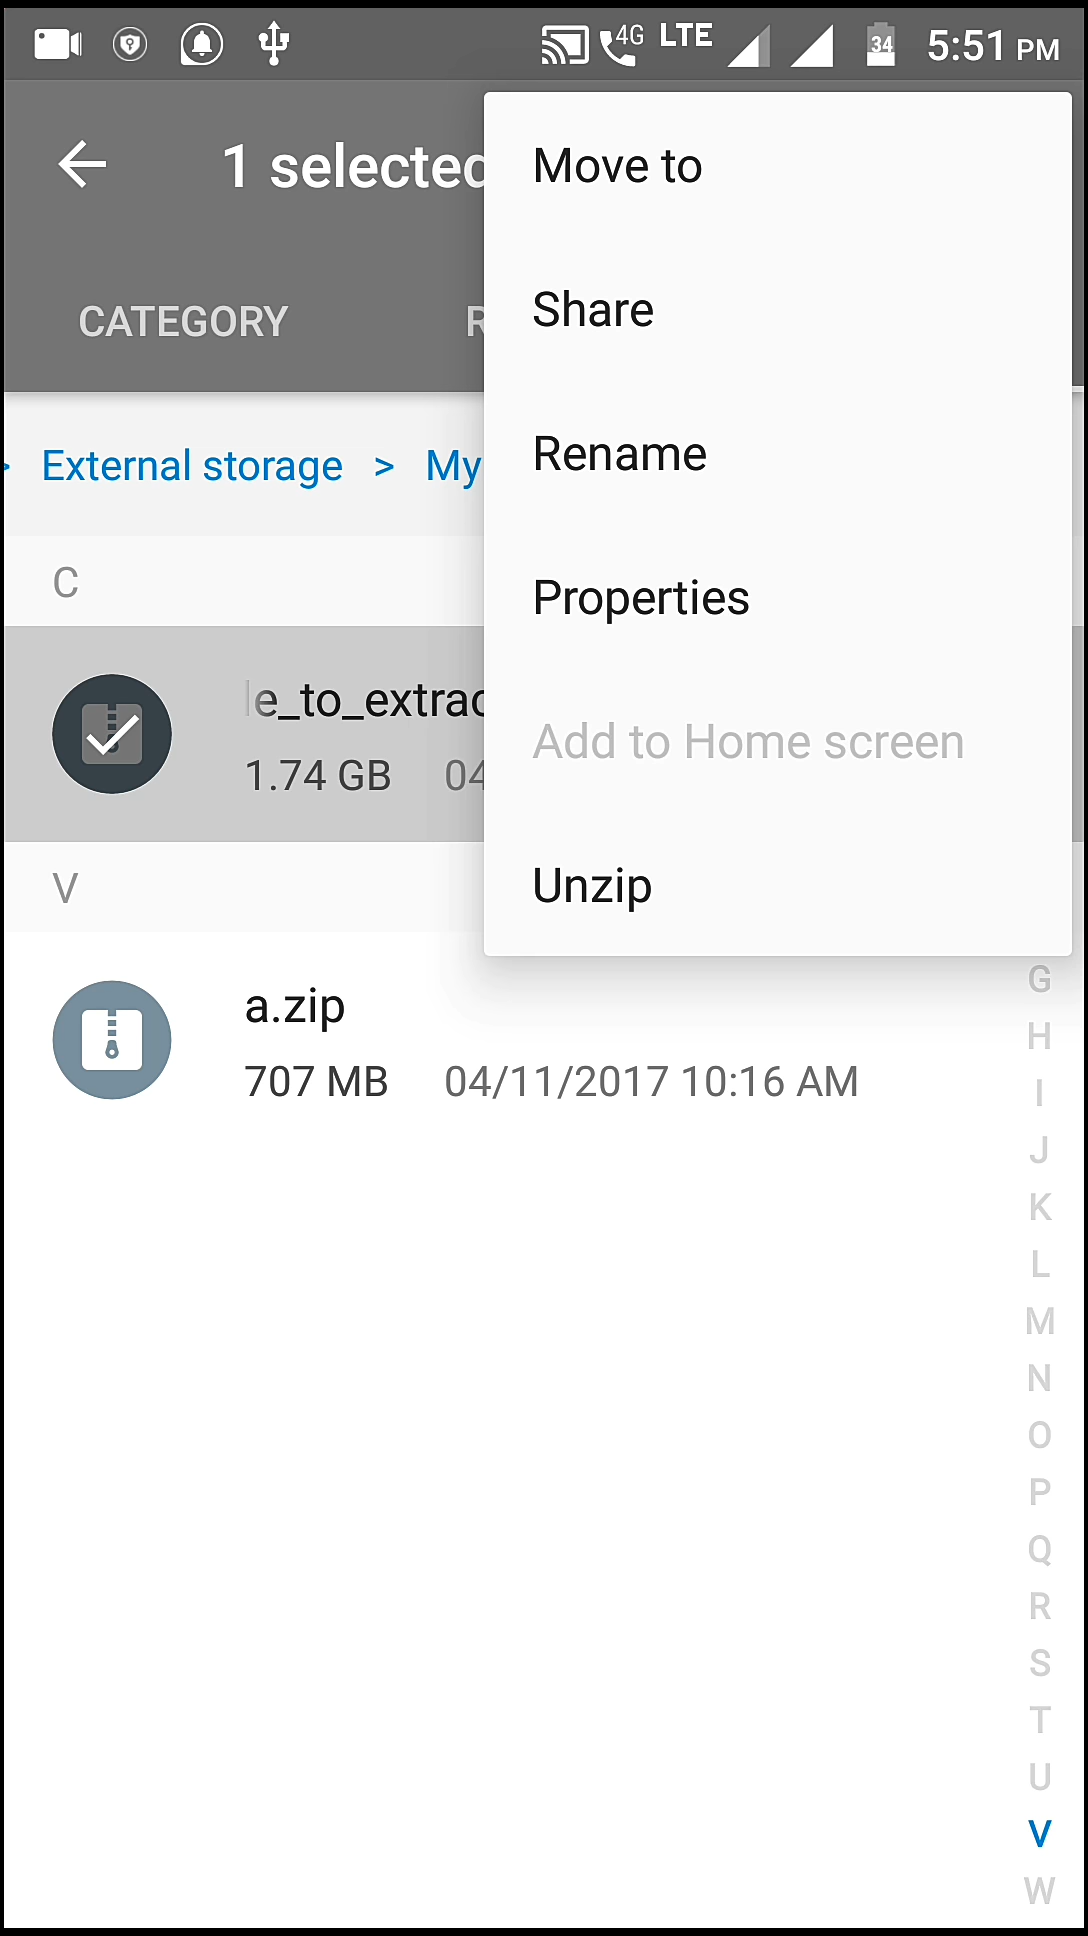 4G LTE 34 5:51 PM
1 selected
CATEGORY
Move to
Share
Rename
Properties
Add to Home screen
Unzip
> External storage > My
C
e_to_extrac
1.74 GB 04
V
a.zip
707 MB 04/11/2017 10:16 AM
G
H
I
J
K
L
M
N
O
P
Q
R
S
T
U
V
W